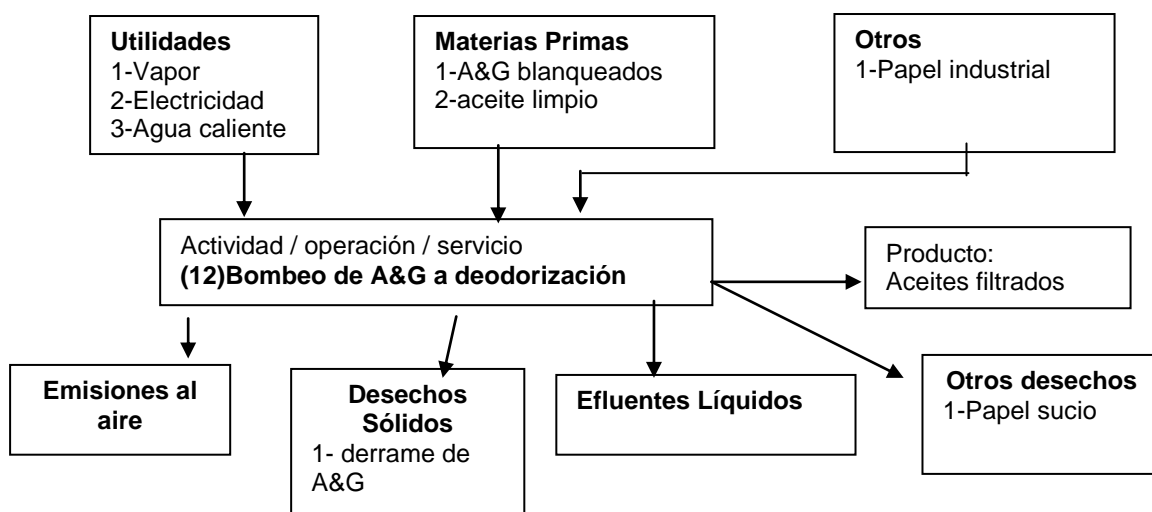 Utilidades
1-Vapor
2-Electricidad
3-Agua caliente
Materias Primas
1-A&G blanqueados
2-aceite limpio
Otros
1-Papel industrial
Actividad / operación / servicio
(12)Bombeo de A&G a deodorización
Producto:
Aceites filtrados
Emisiones al
aire
Desechos
Sólidos
1- derrame de
A&G
Efluentes Líquidos
Otros desechos
1-Papel sucio